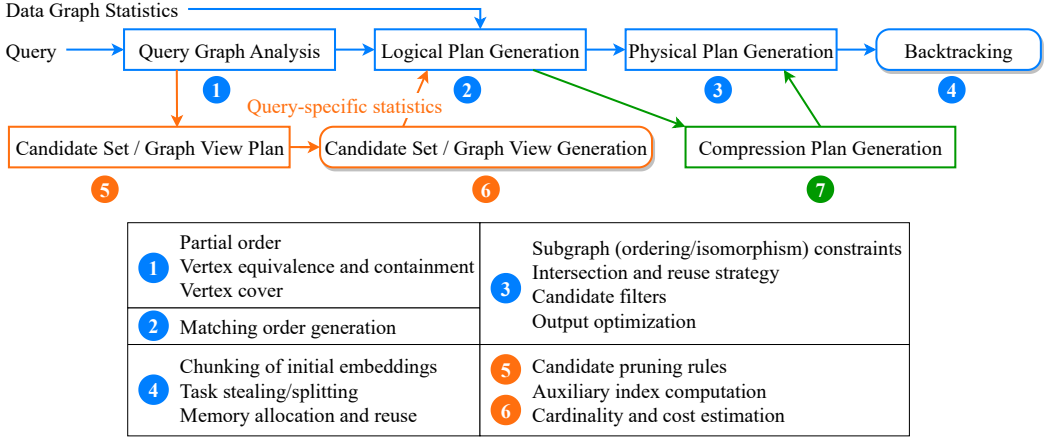 Data Graph Statistics
Query
Query Graph Analysis
Logical Plan Generation
Physical Plan Generation
Backtracking
1
2
3
4
Query-specific statistics
Candidate Set / Graph View Plan
Candidate Set / Graph View Generation
Compression Plan Generation
5
6
7
1
Partial order
Vertex equivalence and containment
Vertex cover
2
Matching order generation
3
Subgraph (ordering/isomorphism) constraints
Intersection and reuse strategy
Candidate filters
Output optimization
4
Chunking of initial embeddings
Task stealing/splitting
Memory allocation and reuse
5
6
Candidate pruning rules
Auxiliary index computation
Cardinality and cost estimation